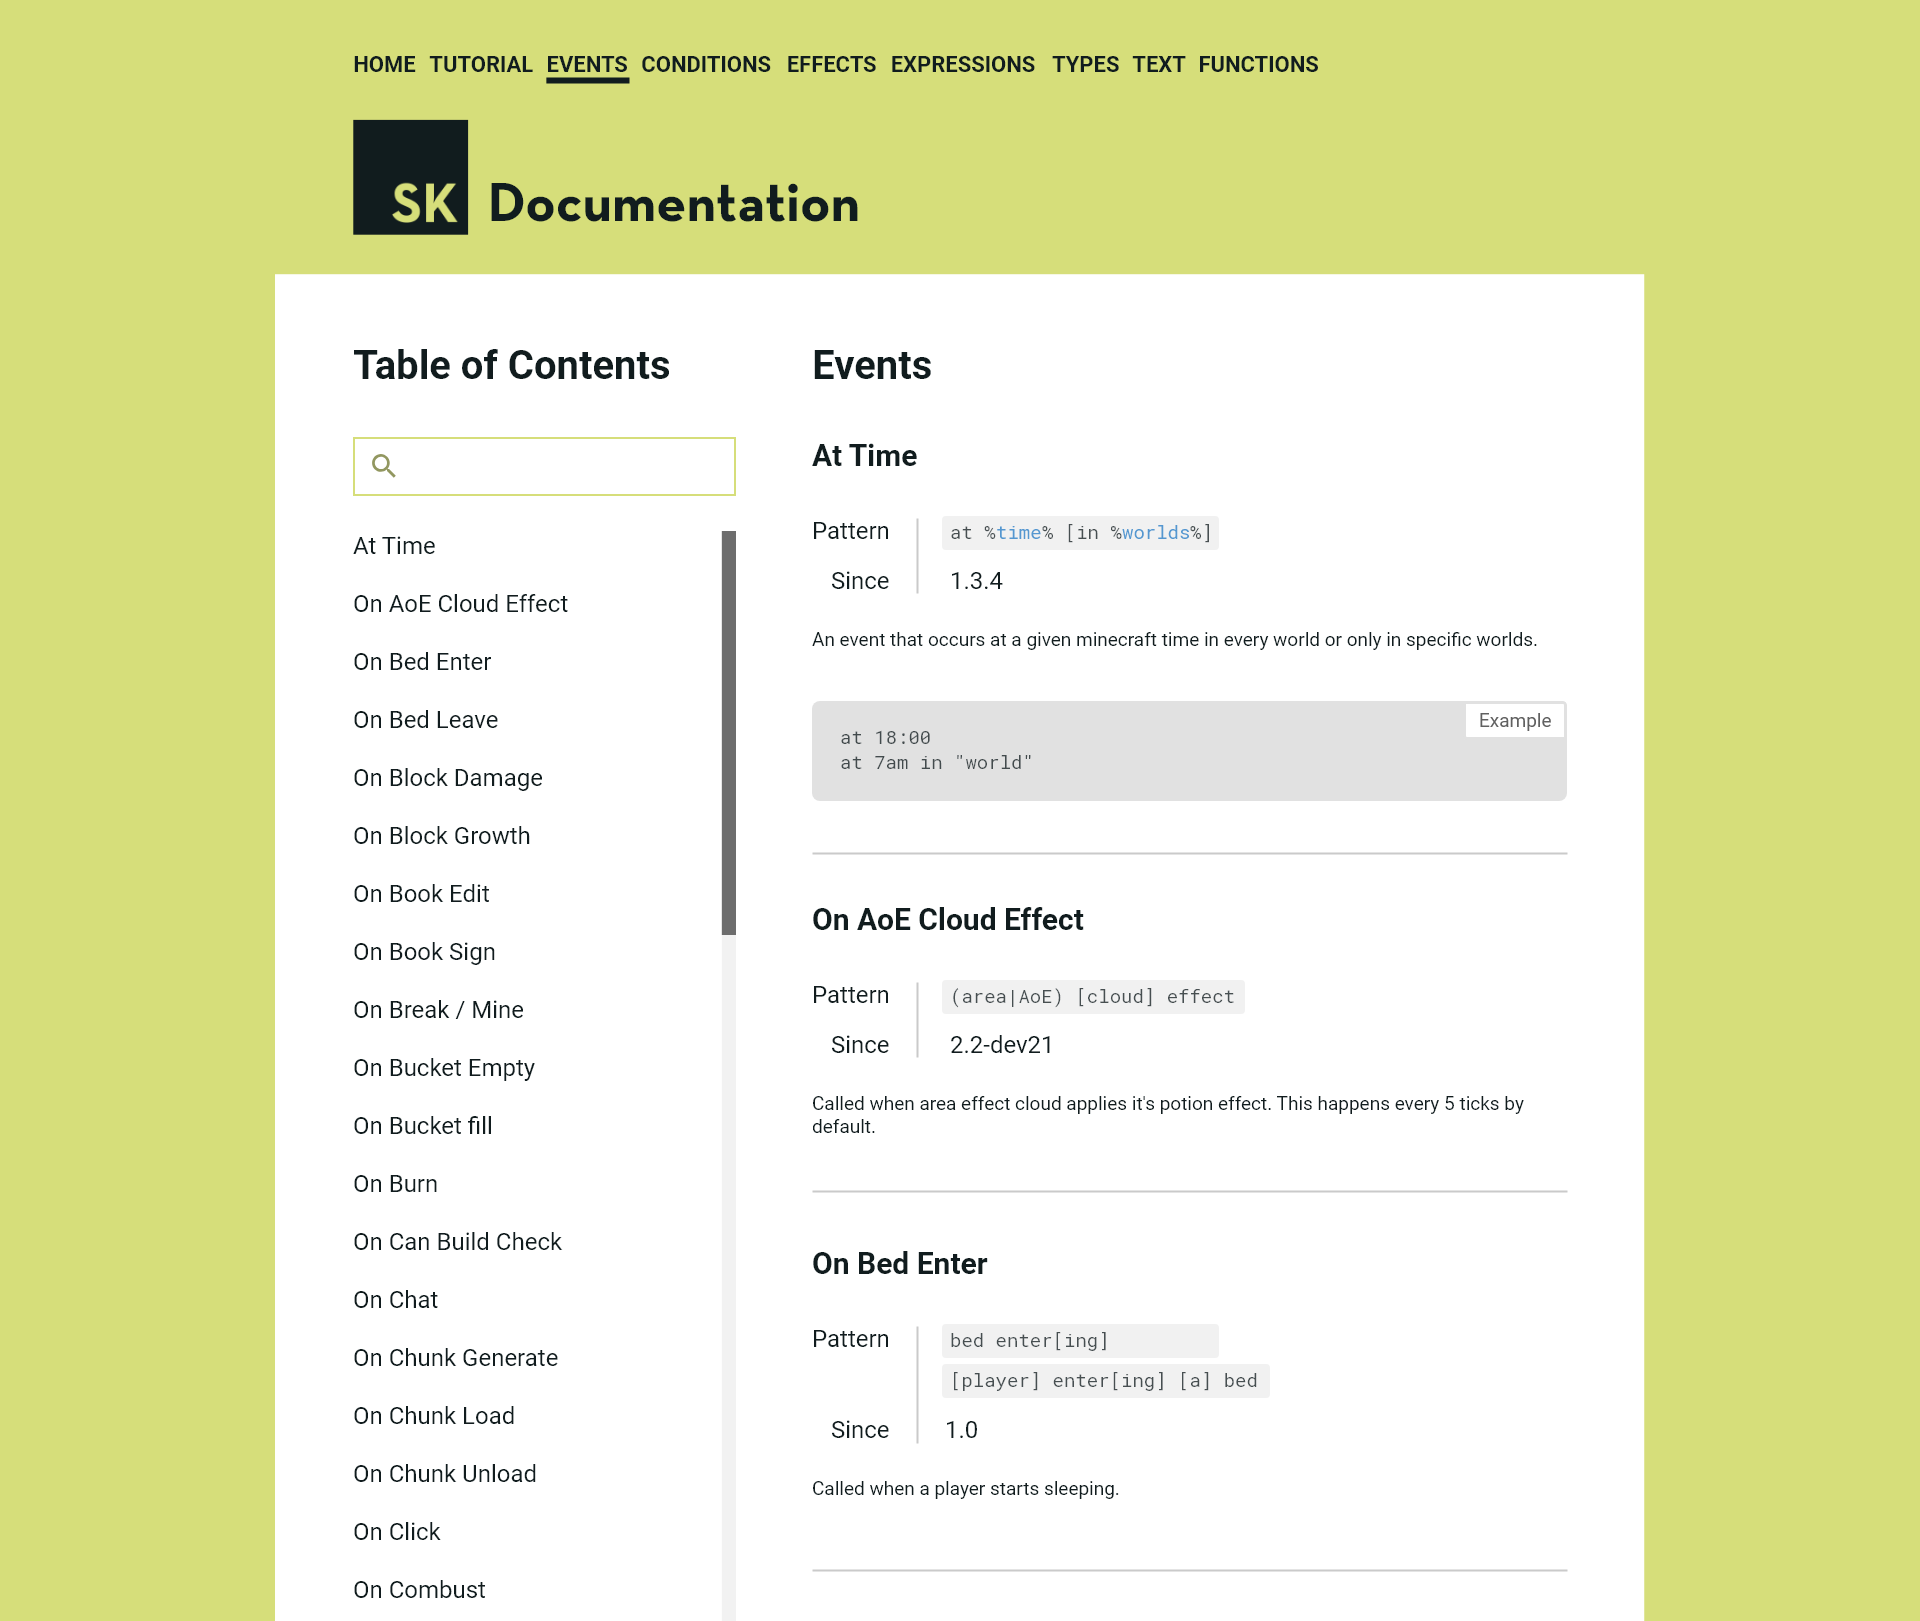 HOME TUTORIAL EVENTS CONDITIONS EFFECTS EXPRESSIONS TYPES TEXT FUNCTIONS
SK Documentation
Table of Contents
At Time
On AoE Cloud Effect
On Bed Enter
On Bed Leave
On Block Damage
On Block Growth
On Book Edit
On Book Sign
On Break / Mine
On Bucket Empty
On Bucket fill
On Burn
On Can Build Check
On Chat
On Chunk Generate
On Chunk Load
On Chunk Unload
On Click
On Combust
Events
At Time
Pattern at %time% [in %worlds%]
Since 1.3.4
An event that occurs at a given minecraft time in every world or only in specific worlds.
Example
at 18:00
at 7am in "world"
On AoE Cloud Effect
Pattern (area|AoE) [cloud] effect
Since 2.2-dev21
Called when area effect cloud applies it's potion effect. This happens every 5 ticks by
default.
On Bed Enter
Pattern bed enter[ing]
[player] enter[ing] [a] bed
Since 1.0
Called when a player starts sleeping.